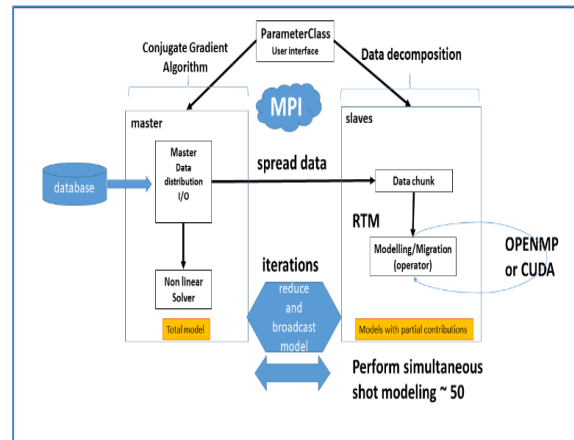 ParameterClass
User interface
Conjugate Gradient
Algorithm
Data decomposition
MPI
master
slaves
Master
Data
distribution
I/O
database
spread data
Data chunk
RTM
Modelling/Migration
(operator)
OPENMP
or CUDA
Non linear
Solver
iterations
reduce
and
broadcast
model
Total model
Models with partial contributions
Perform simultaneous
shot modeling ~ 50